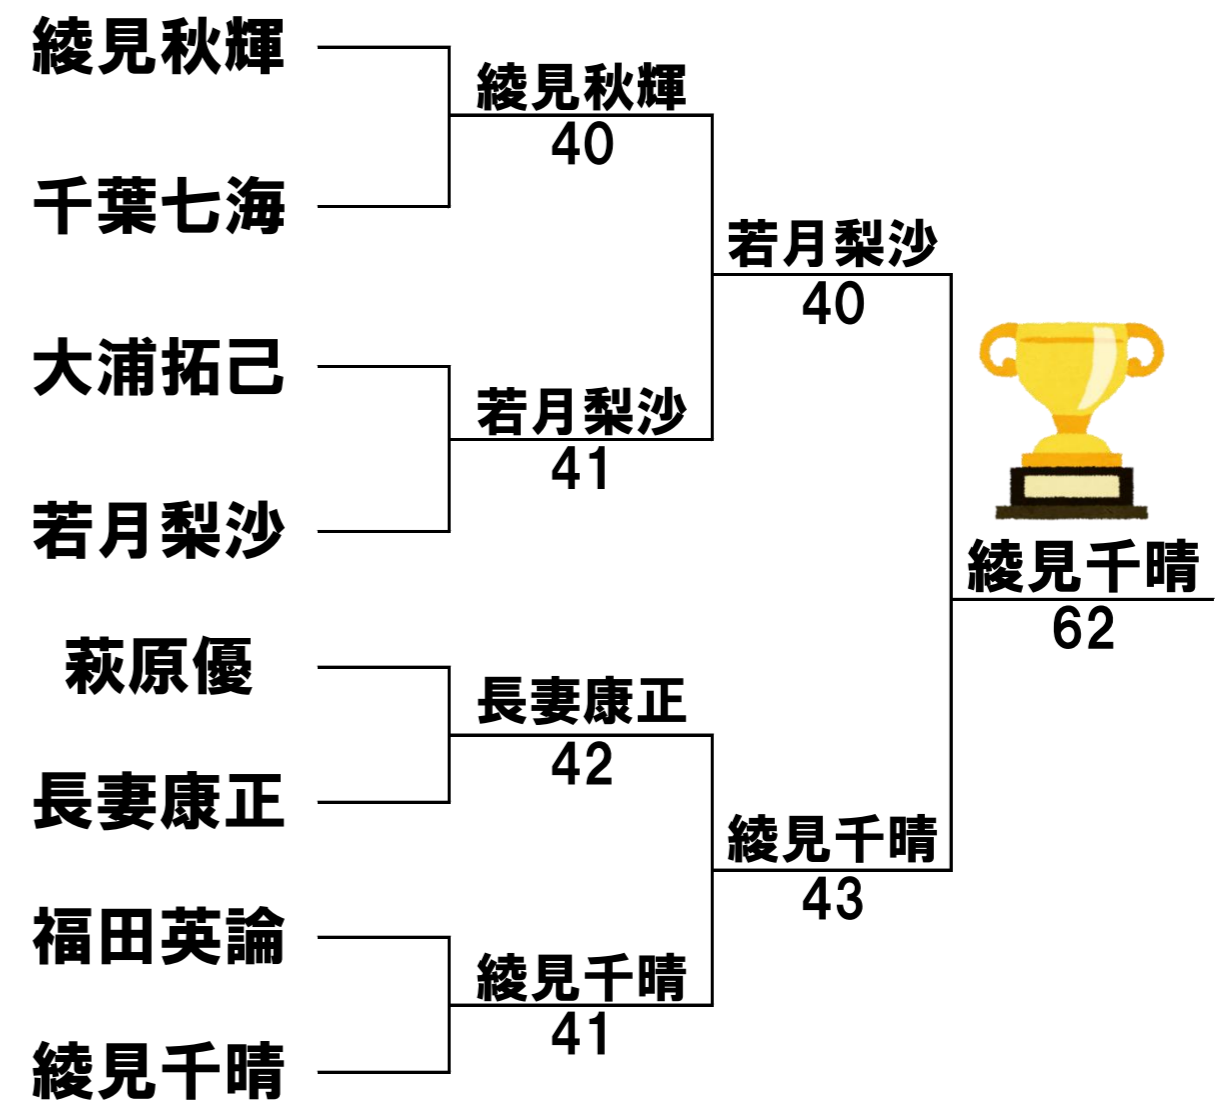 綾見秋輝
千葉七海
大浦拓己
若月梨沙
萩原優
長妻康正
福田英論
綾見千晴
綾見秋輝
40
若月梨沙
41
長妻康正
42
綾見千晴
41
若月梨沙
40
綾見千晴
43
綾見千晴
62